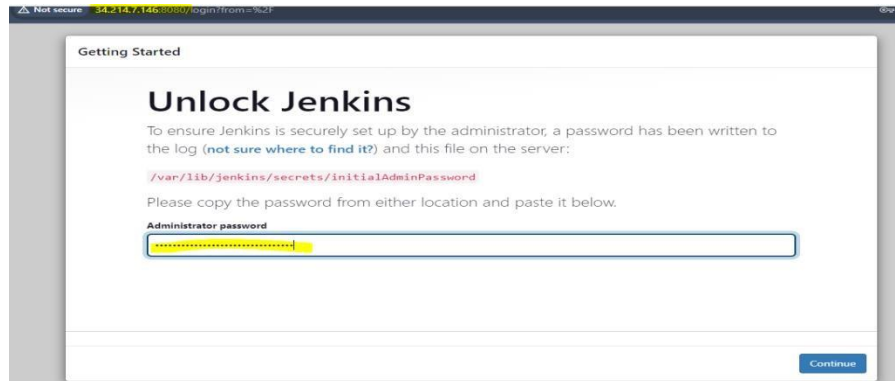 Not secure 34.214.7.146:8080/login?from=%2F
Getting Started
Unlock Jenkins
To ensure Jenkins is securely set up by the administrator, a password has been written to
the log (not sure where to find it?) and this file on the server:
/var/lib/jenkins/secrets/initialAdminPassword
Please copy the password from either location and paste it below.
Administrator password
••••••••••••••••••••••••••••••••
Continue